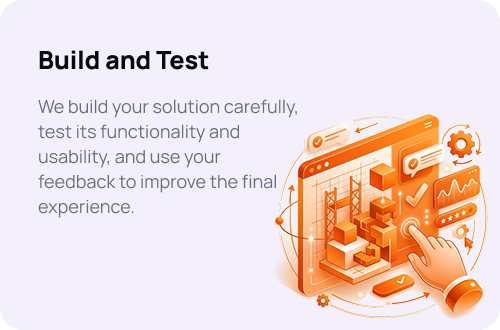 Build and Test
We build your solution carefully,
test its functionality and
usability, and use your
feedback to improve the final
experience.